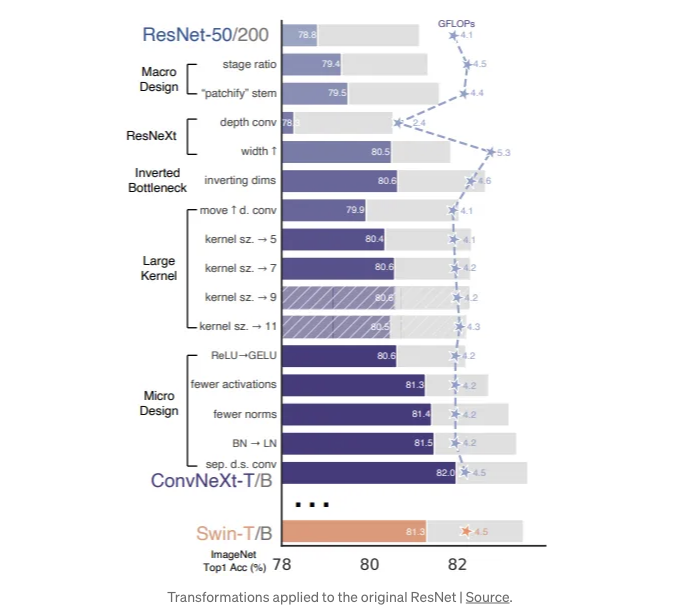 GFLOPs
ResNet-50/200 78.8 4.1
Macro Design
stage ratio 79.4 4.5
"patchify" stem 79.5 4.4
ResNeXt
depth conv 78.3 2.4
width ↑ 80.5 5.3
Inverted Bottleneck
inverting dims 80.6 4.6
Large Kernel
move ↑ d. conv 79.9 4.1
kernel sz. → 5 80.4 4.1
kernel sz. → 7 80.6 4.2
kernel sz. → 9 80.6 4.2
kernel sz. → 11 80.5 4.3
Micro Design
ReLU→GELU 80.6 4.2
fewer activations 81.3 4.2
fewer norms 81.4 4.2
BN → LN 81.5 4.2
sep. d.s. conv
ConvNeXt-T/B 82.0 4.5
...
Swin-T/B 81.3 4.5
ImageNet
Top1 Acc (%) 78 80 82
Transformations applied to the original ResNet | Source.